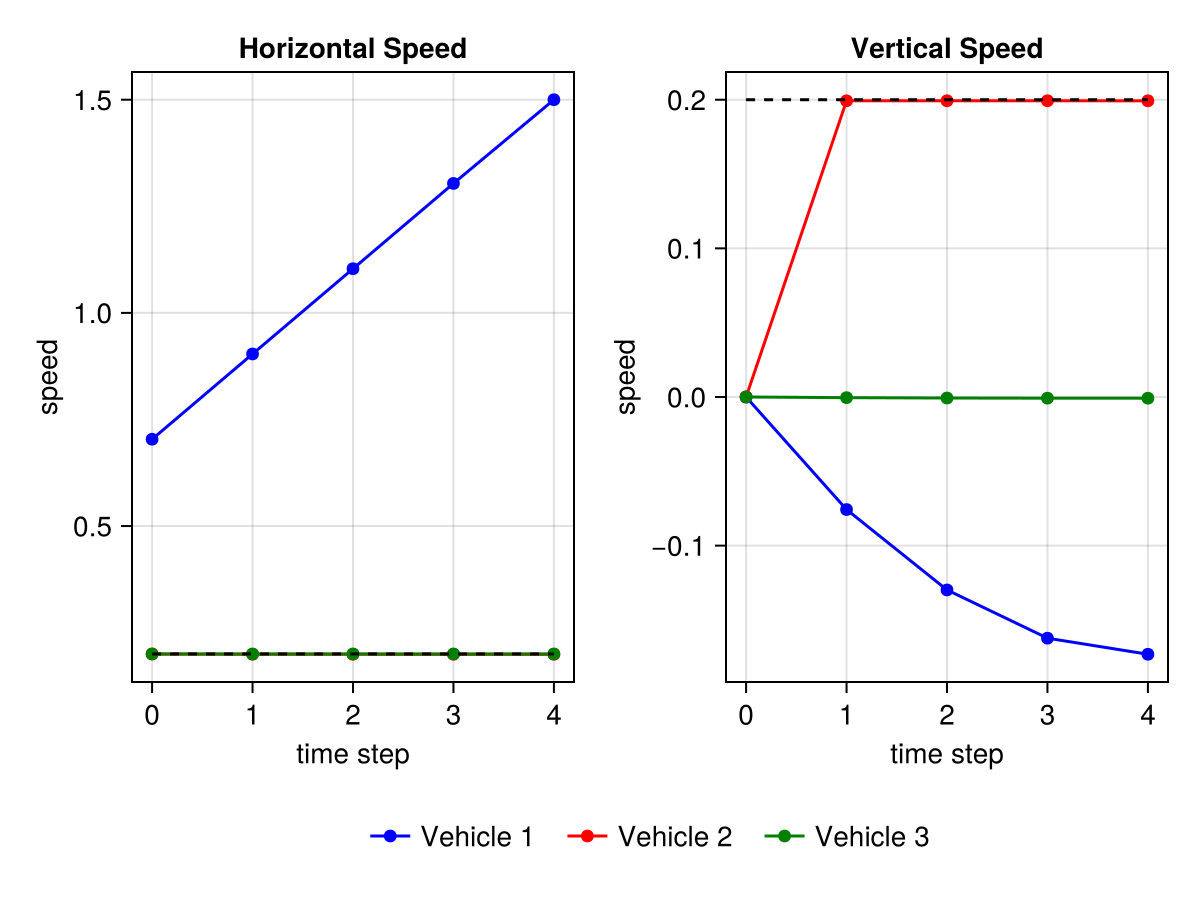 Horizontal Speed
1.5
1.0
0.5
speed
0 1 2 3 4
time step
Vertical Speed
0.2
0.1
0.0
−0.1
speed
0 1 2 3 4
time step
Vehicle 1 Vehicle 2 Vehicle 3